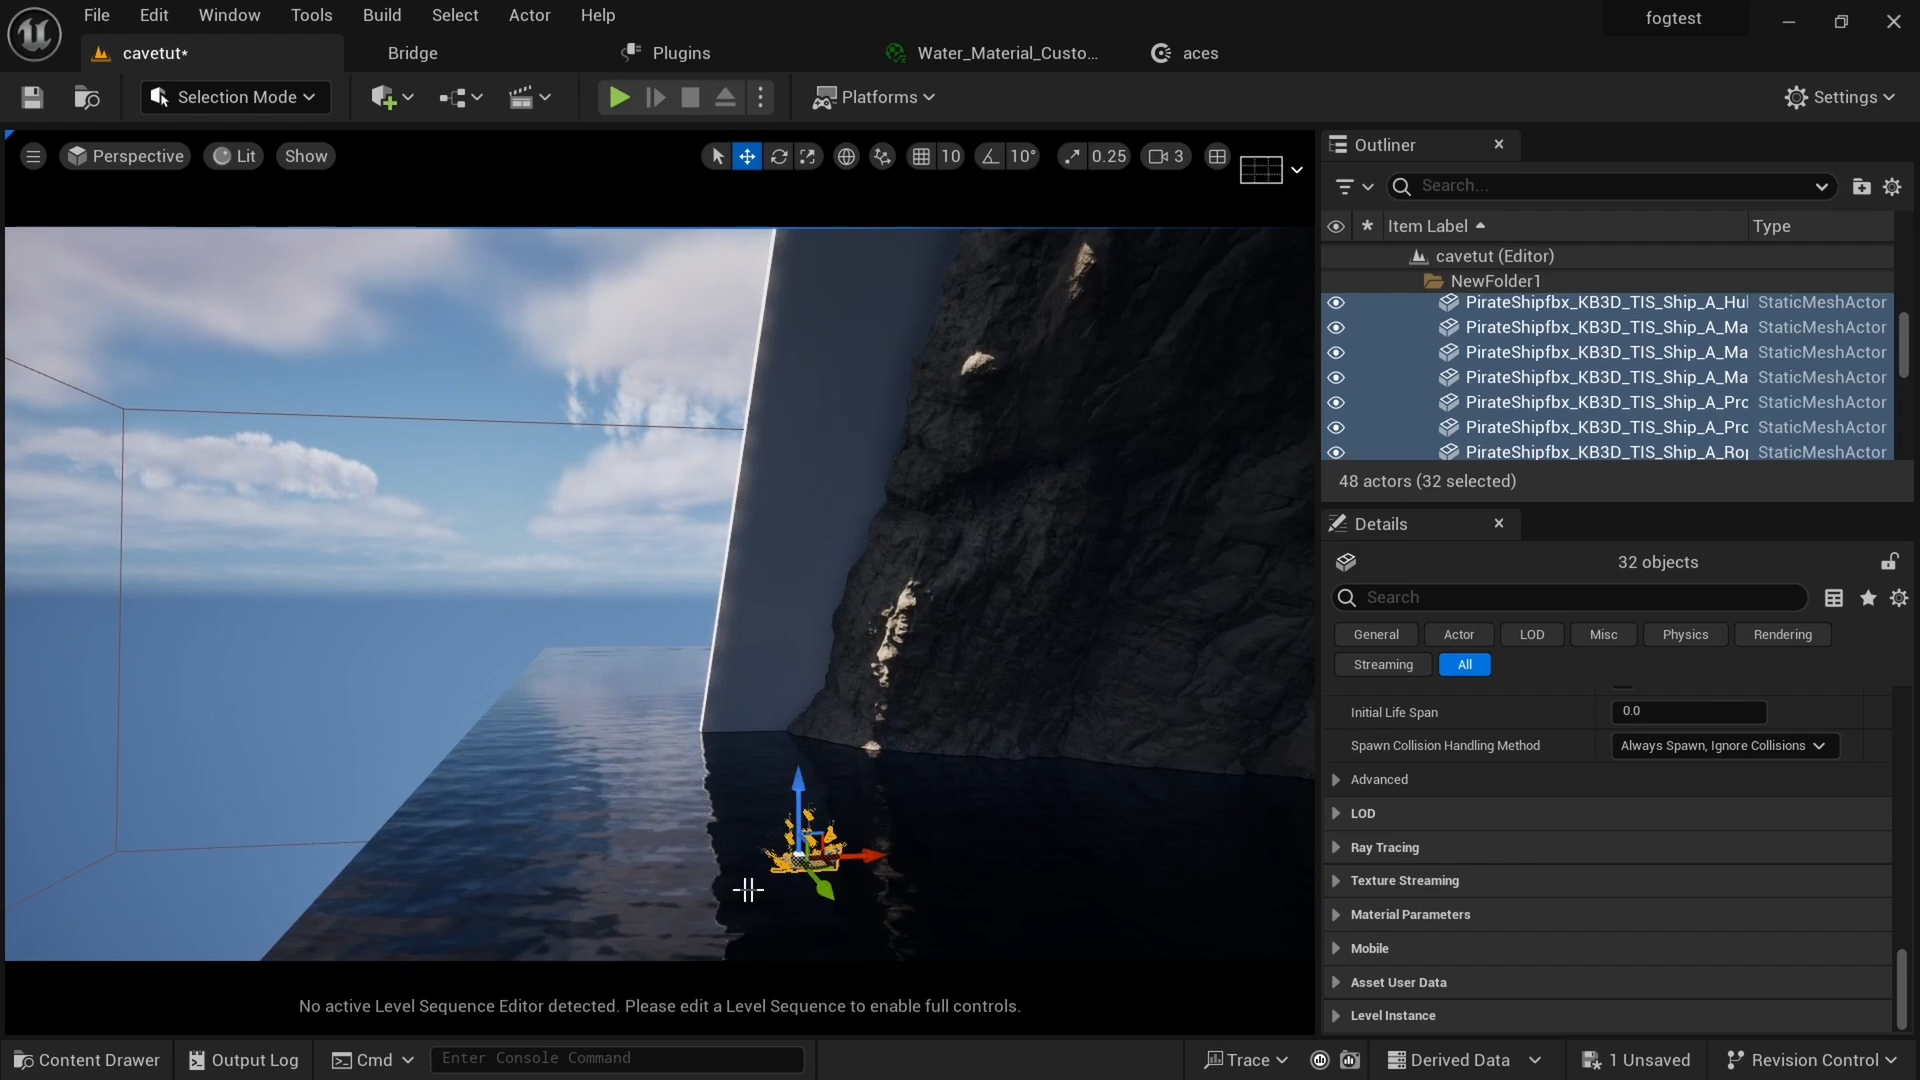 File Edit Window Tools Build Select Actor Help
fogtest
cavetut*
Bridge
Plugins
Water_Material_Custo...
aces
Selection Mode
Platforms
Settings
Perspective
Lit
Show
10
10°
0.25
3
Outliner
Search...
Item Label
Type
cavetut (Editor)
NewFolder1
PirateShipfbx_KB3D_TIS_Ship_A_Hul StaticMeshActor
PirateShipfbx_KB3D_TIS_Ship_A_Ma StaticMeshActor
PirateShipfbx_KB3D_TIS_Ship_A_Ma StaticMeshActor
PirateShipfbx_KB3D_TIS_Ship_A_Ma StaticMeshActor
PirateShipfbx_KB3D_TIS_Ship_A_Pro StaticMeshActor
PirateShipfbx_KB3D_TIS_Ship_A_Pro StaticMeshActor
PirateShipfbx_KB3D_TIS_Ship_A_Rop StaticMeshActor
48 actors (32 selected)
Details
32 objects
Search
General Actor LOD Misc Physics Rendering
Streaming All
Initial Life Span 0.0
Spawn Collision Handling Method Always Spawn, Ignore Collisions
Advanced
LOD
Ray Tracing
Texture Streaming
Material Parameters
Mobile
Asset User Data
Level Instance
No active Level Sequence Editor detected. Please edit a Level Sequence to enable full controls.
Content Drawer
Output Log
Cmd
Enter Console Command
Trace
Derived Data
1 Unsaved
Revision Control